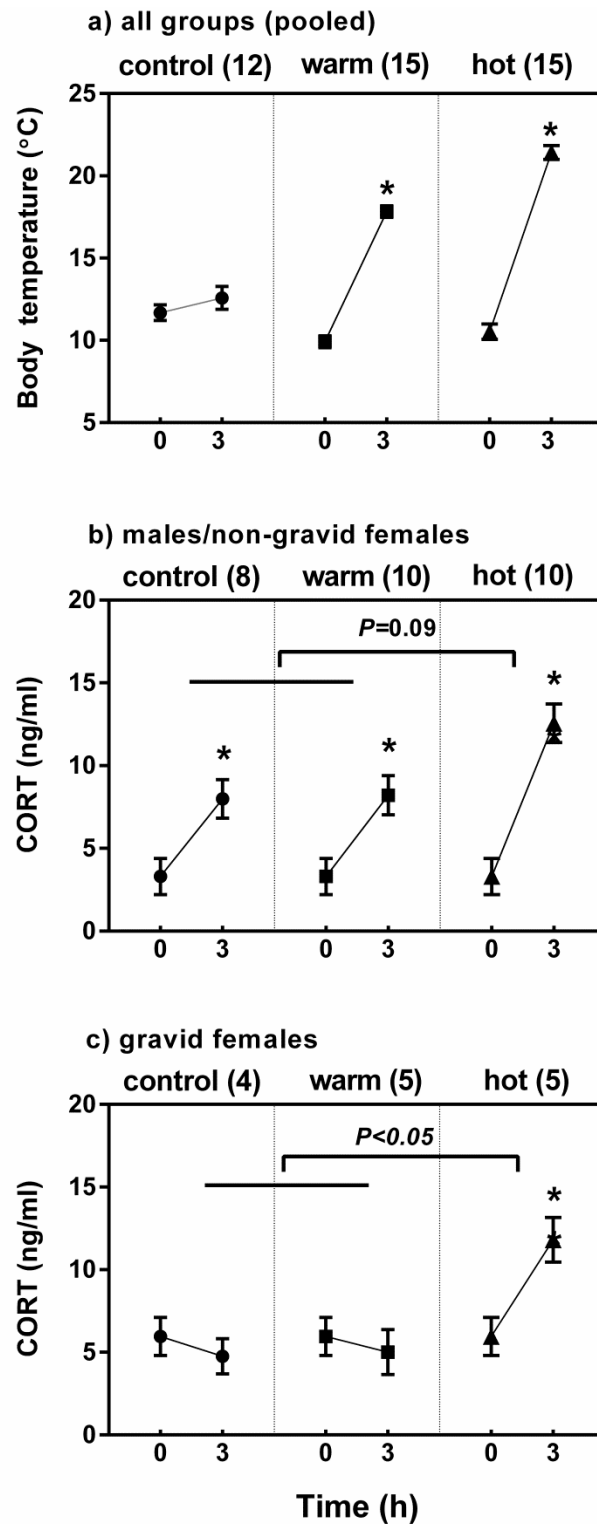 a) all groups (pooled)
control (12) warm (15) hot (15)
Body temperature (°C)
25
20
15
10
5
* *
0 3 0 3 0 3
b) males/non-gravid females
control (8) warm (10) hot (10)
CORT (ng/ml)
20
15
10
5
0
P=0.09
* * *
0 3 0 3 0 3
c) gravid females
control (4) warm (5) hot (5)
CORT (ng/ml)
20
15
10
5
0
P<0.05
*
*
0 3 0 3 0 3
Time (h)